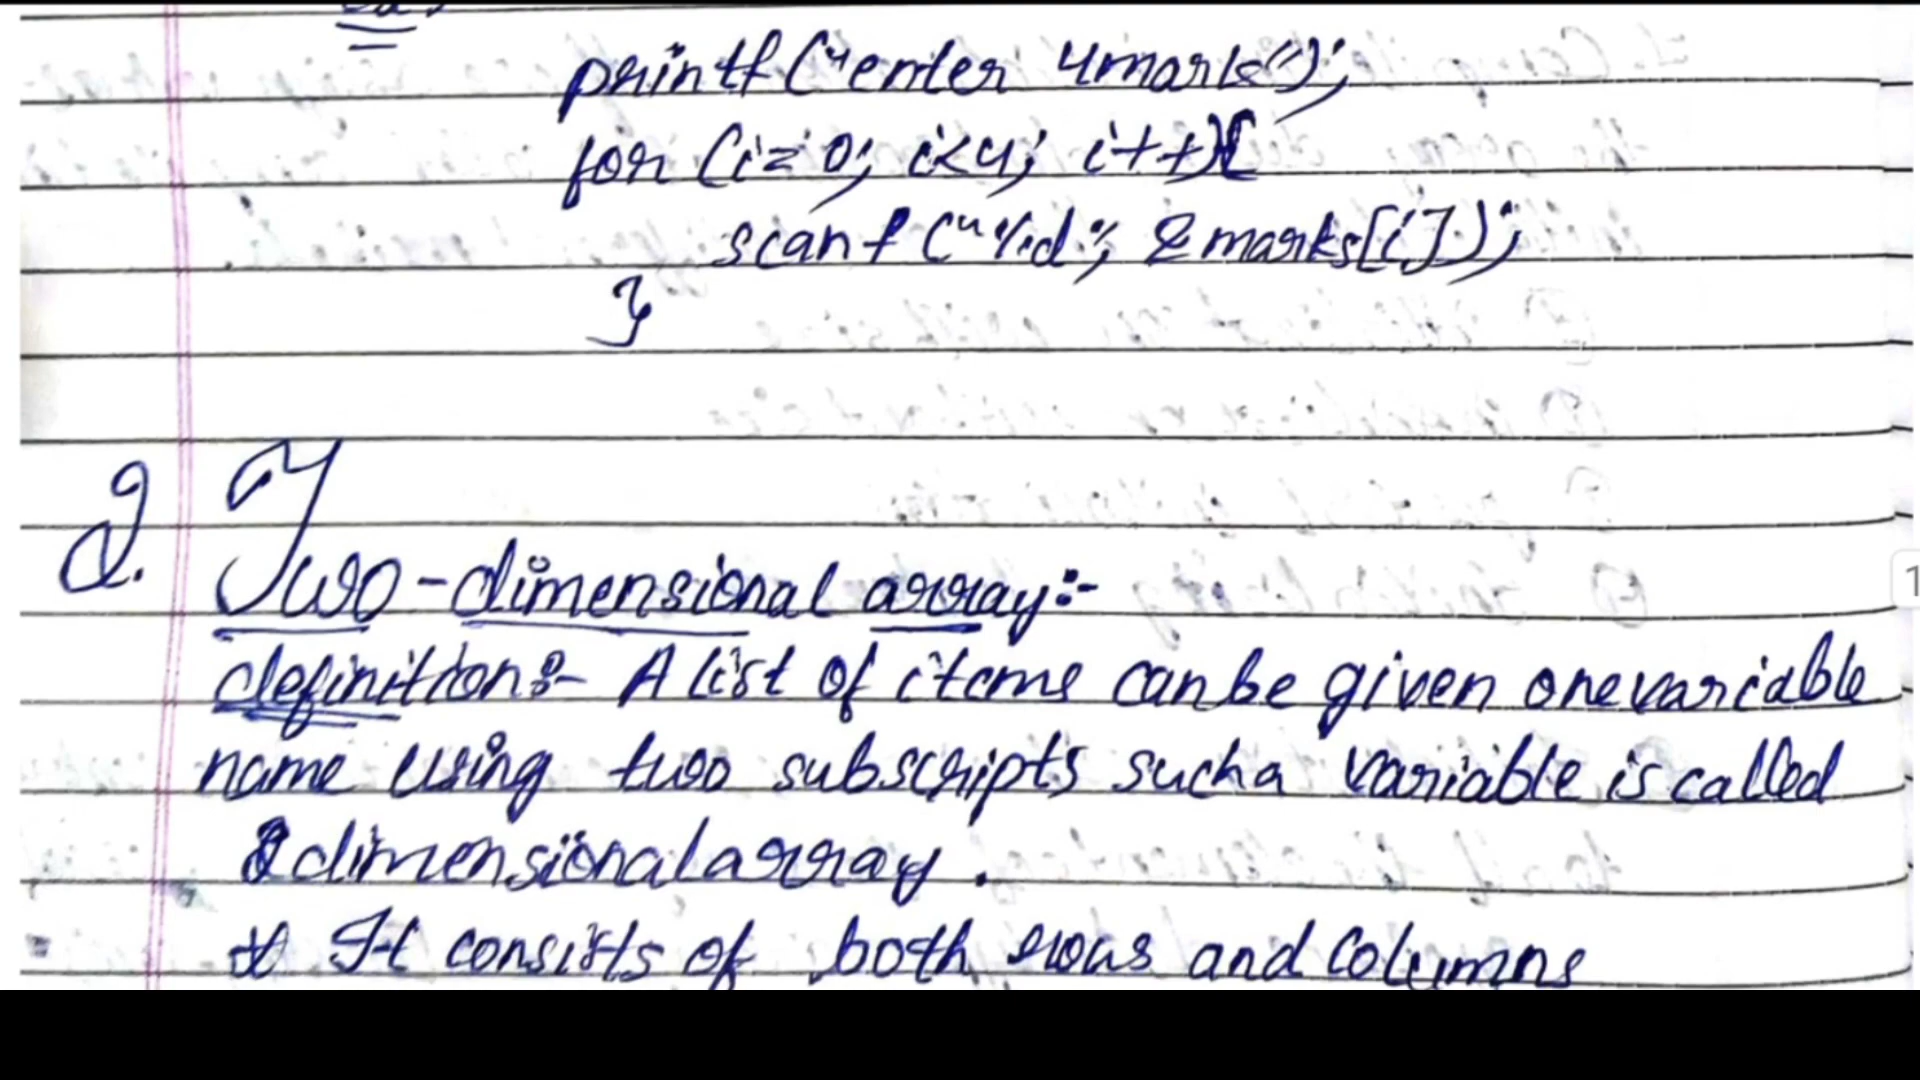 printf("enter 4mark");
for (i=0; i<4; i++){
scanf ("%d", &marks[i]);
}
2. Two-dimensional array:-
definition:- A list of items can be given one variable
name using two subscripts such a variable is called
2 dimensional array.
* It consists of both rows and columns
1